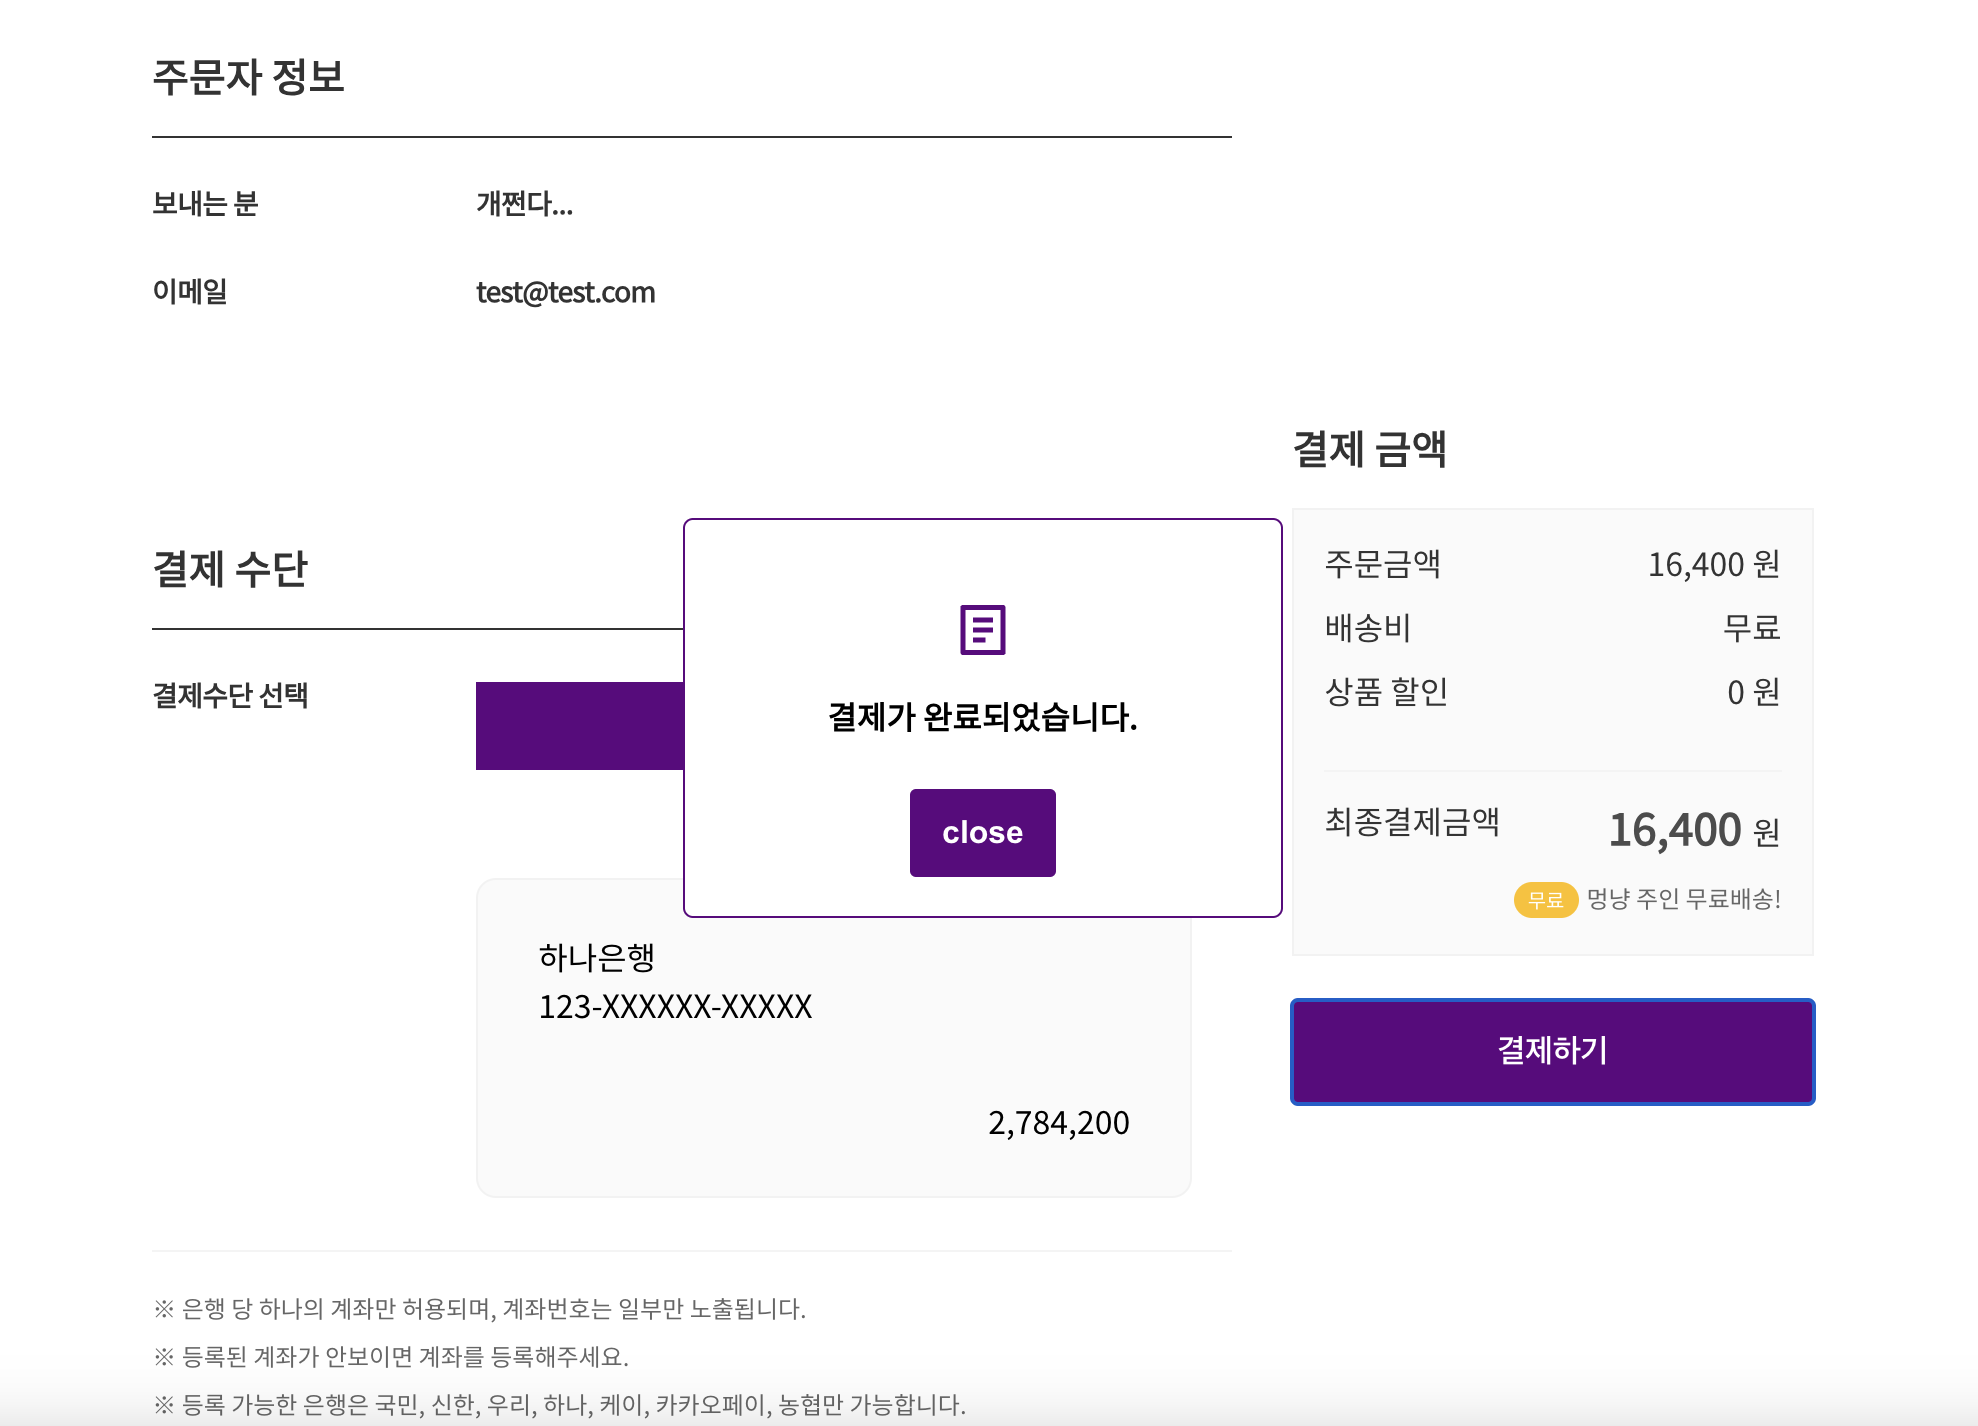 주문자 정보
보내는 분 개쩐다...
이메일 test@test.com
결제 수단
결제수단 선택
결제가 완료되었습니다.
close
하나은행
123-XXXXXX-XXXXX
2,784,200
결제 금액
주문금액 16,400 원
배송비 무료
상품 할인 0 원
최종결제금액 16,400 원
무료 멍냥 주인 무료배송!
결제하기
※ 은행 당 하나의 계좌만 허용되며, 계좌번호는 일부만 노출됩니다.
※ 등록된 계좌가 안보이면 계좌를 등록해주세요.
※ 등록 가능한 은행은 국민, 신한, 우리, 하나, 케이, 카카오페이, 농협만 가능합니다.